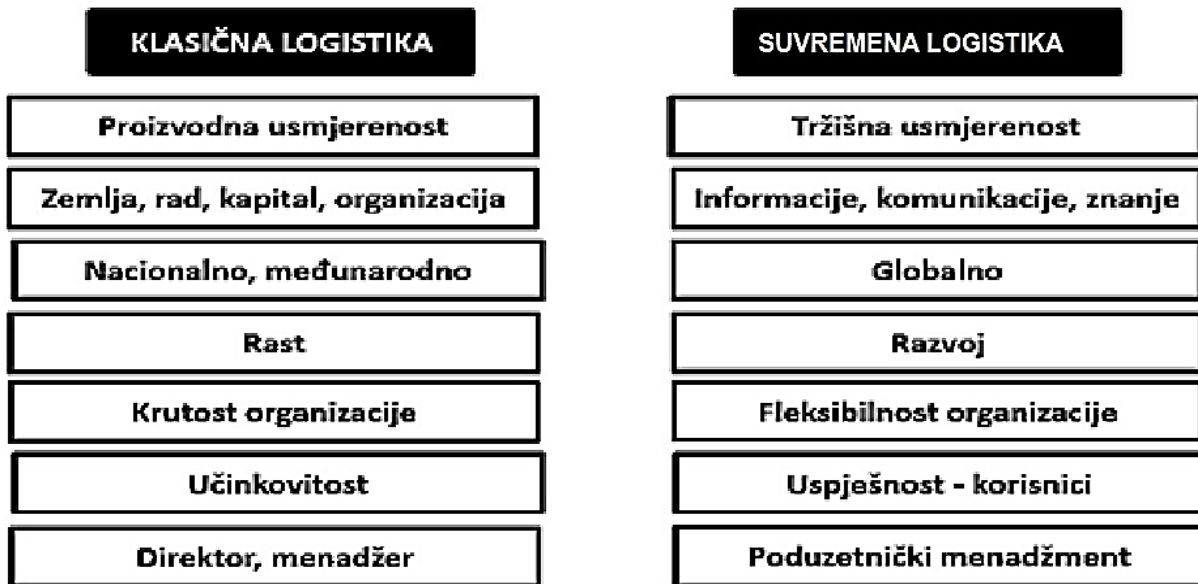 KLASIČNA LOGISTIKA
Proizvodna usmjerenost
Zemlja, rad, kapital, organizacija
Nacionalno, međunarodno
Rast
Krutost organizacije
Učinkovitost
Direktor, menadžer
SUVREMENA LOGISTIKA
Tržišna usmjerenost
Informacije, komunikacije, znanje
Globalno
Razvoj
Fleksibilnost organizacije
Uspješnost - korisnici
Poduzetnički menadžment